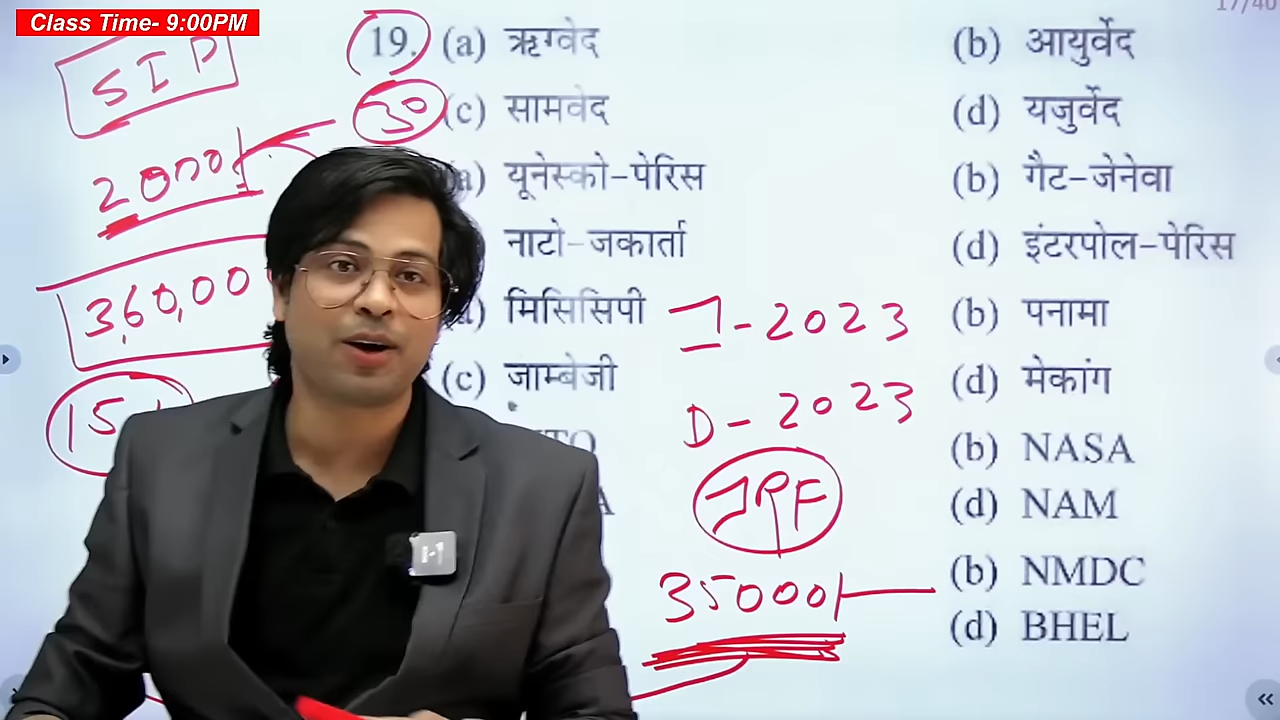 Class Time- 9:00PM
17/40
SIP
19. (a) ऋग्वेद (b) आयुर्वेद
30 (c) सामवेद (d) यजुर्वेद
a) यूनेस्को-पेरिस (b) गैट-जेनेवा
नाटो-जकार्ता (d) इंटरपोल-पेरिस
मिसिसिपी (b) पनामा
(c) जाम्बेजी (d) मेकांग
(b) NASA
(d) NAM
(b) NMDC
(d) BHEL
2000/
360,00
J-2023
D-2023
JRF
35000/-